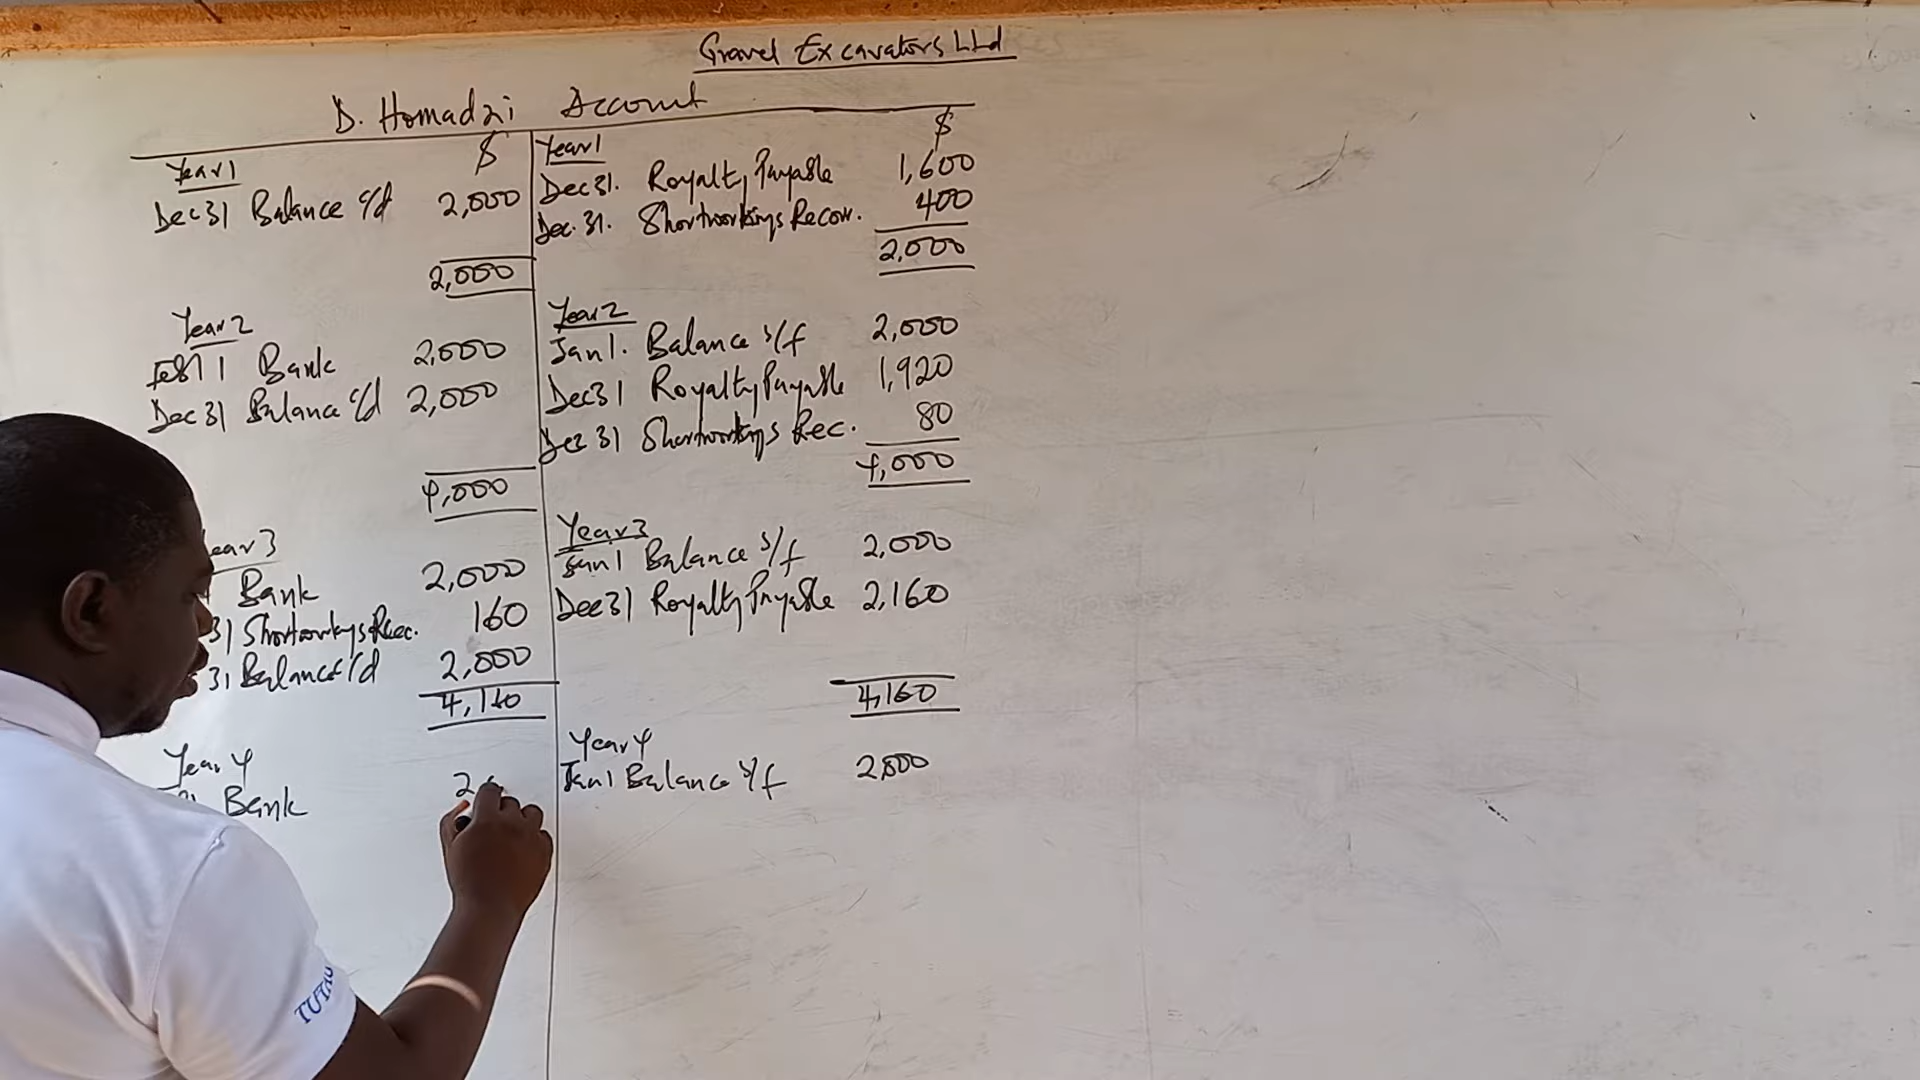 Gravel Excavators Ltd
D. Homadzi Account
Year 1 $
Dec 31 Balance c/d 2,000
2,000
Year 2
Bank 2,000
Dec 31 Balance c/d 2,000
4,000
ear 3
Bank 2,000
31 Shortworkings Rec. 160
31 Balance c/d 2,000
4,160
Year 4
Bank 2
Year 1 $
Dec 31. Royalty Payable 1,600
Dec. 31. Shortworkings Recov. 400
2,000
Year 2
Jan 1. Balance b/f 2,000
Dec 31 Royalty Payable 1,920
Dec 31 Shortworkings Rec. 80
4,000
Year 3
Jan 1 Balance b/f 2,000
Dec 31 Royalty Payable 2,160
4,160
Year 4
Jan 1 Balance b/f 2,000